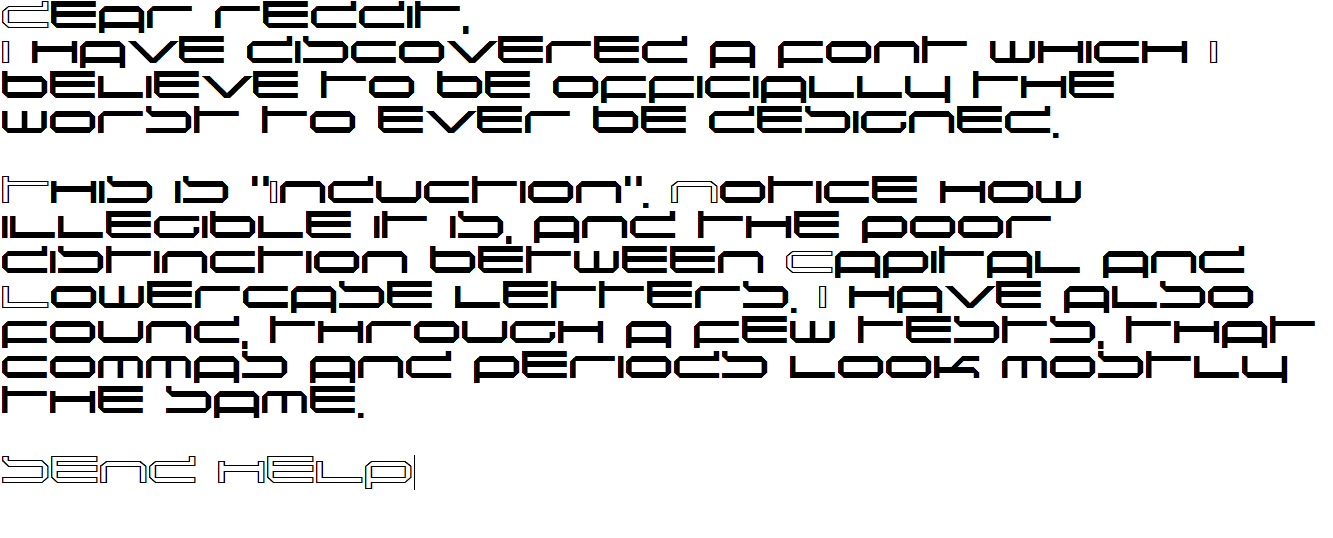 Dear reddit,
I have discovered a font which I
believe to be officially the
worst to ever be designed.
This is "Induction". Notice how
illegible it is, and the poor
distinction between Capital and
Lowercase letters. I have also
found, through a few tests, that
commas and periods look mostly
the same.
SEND HELP